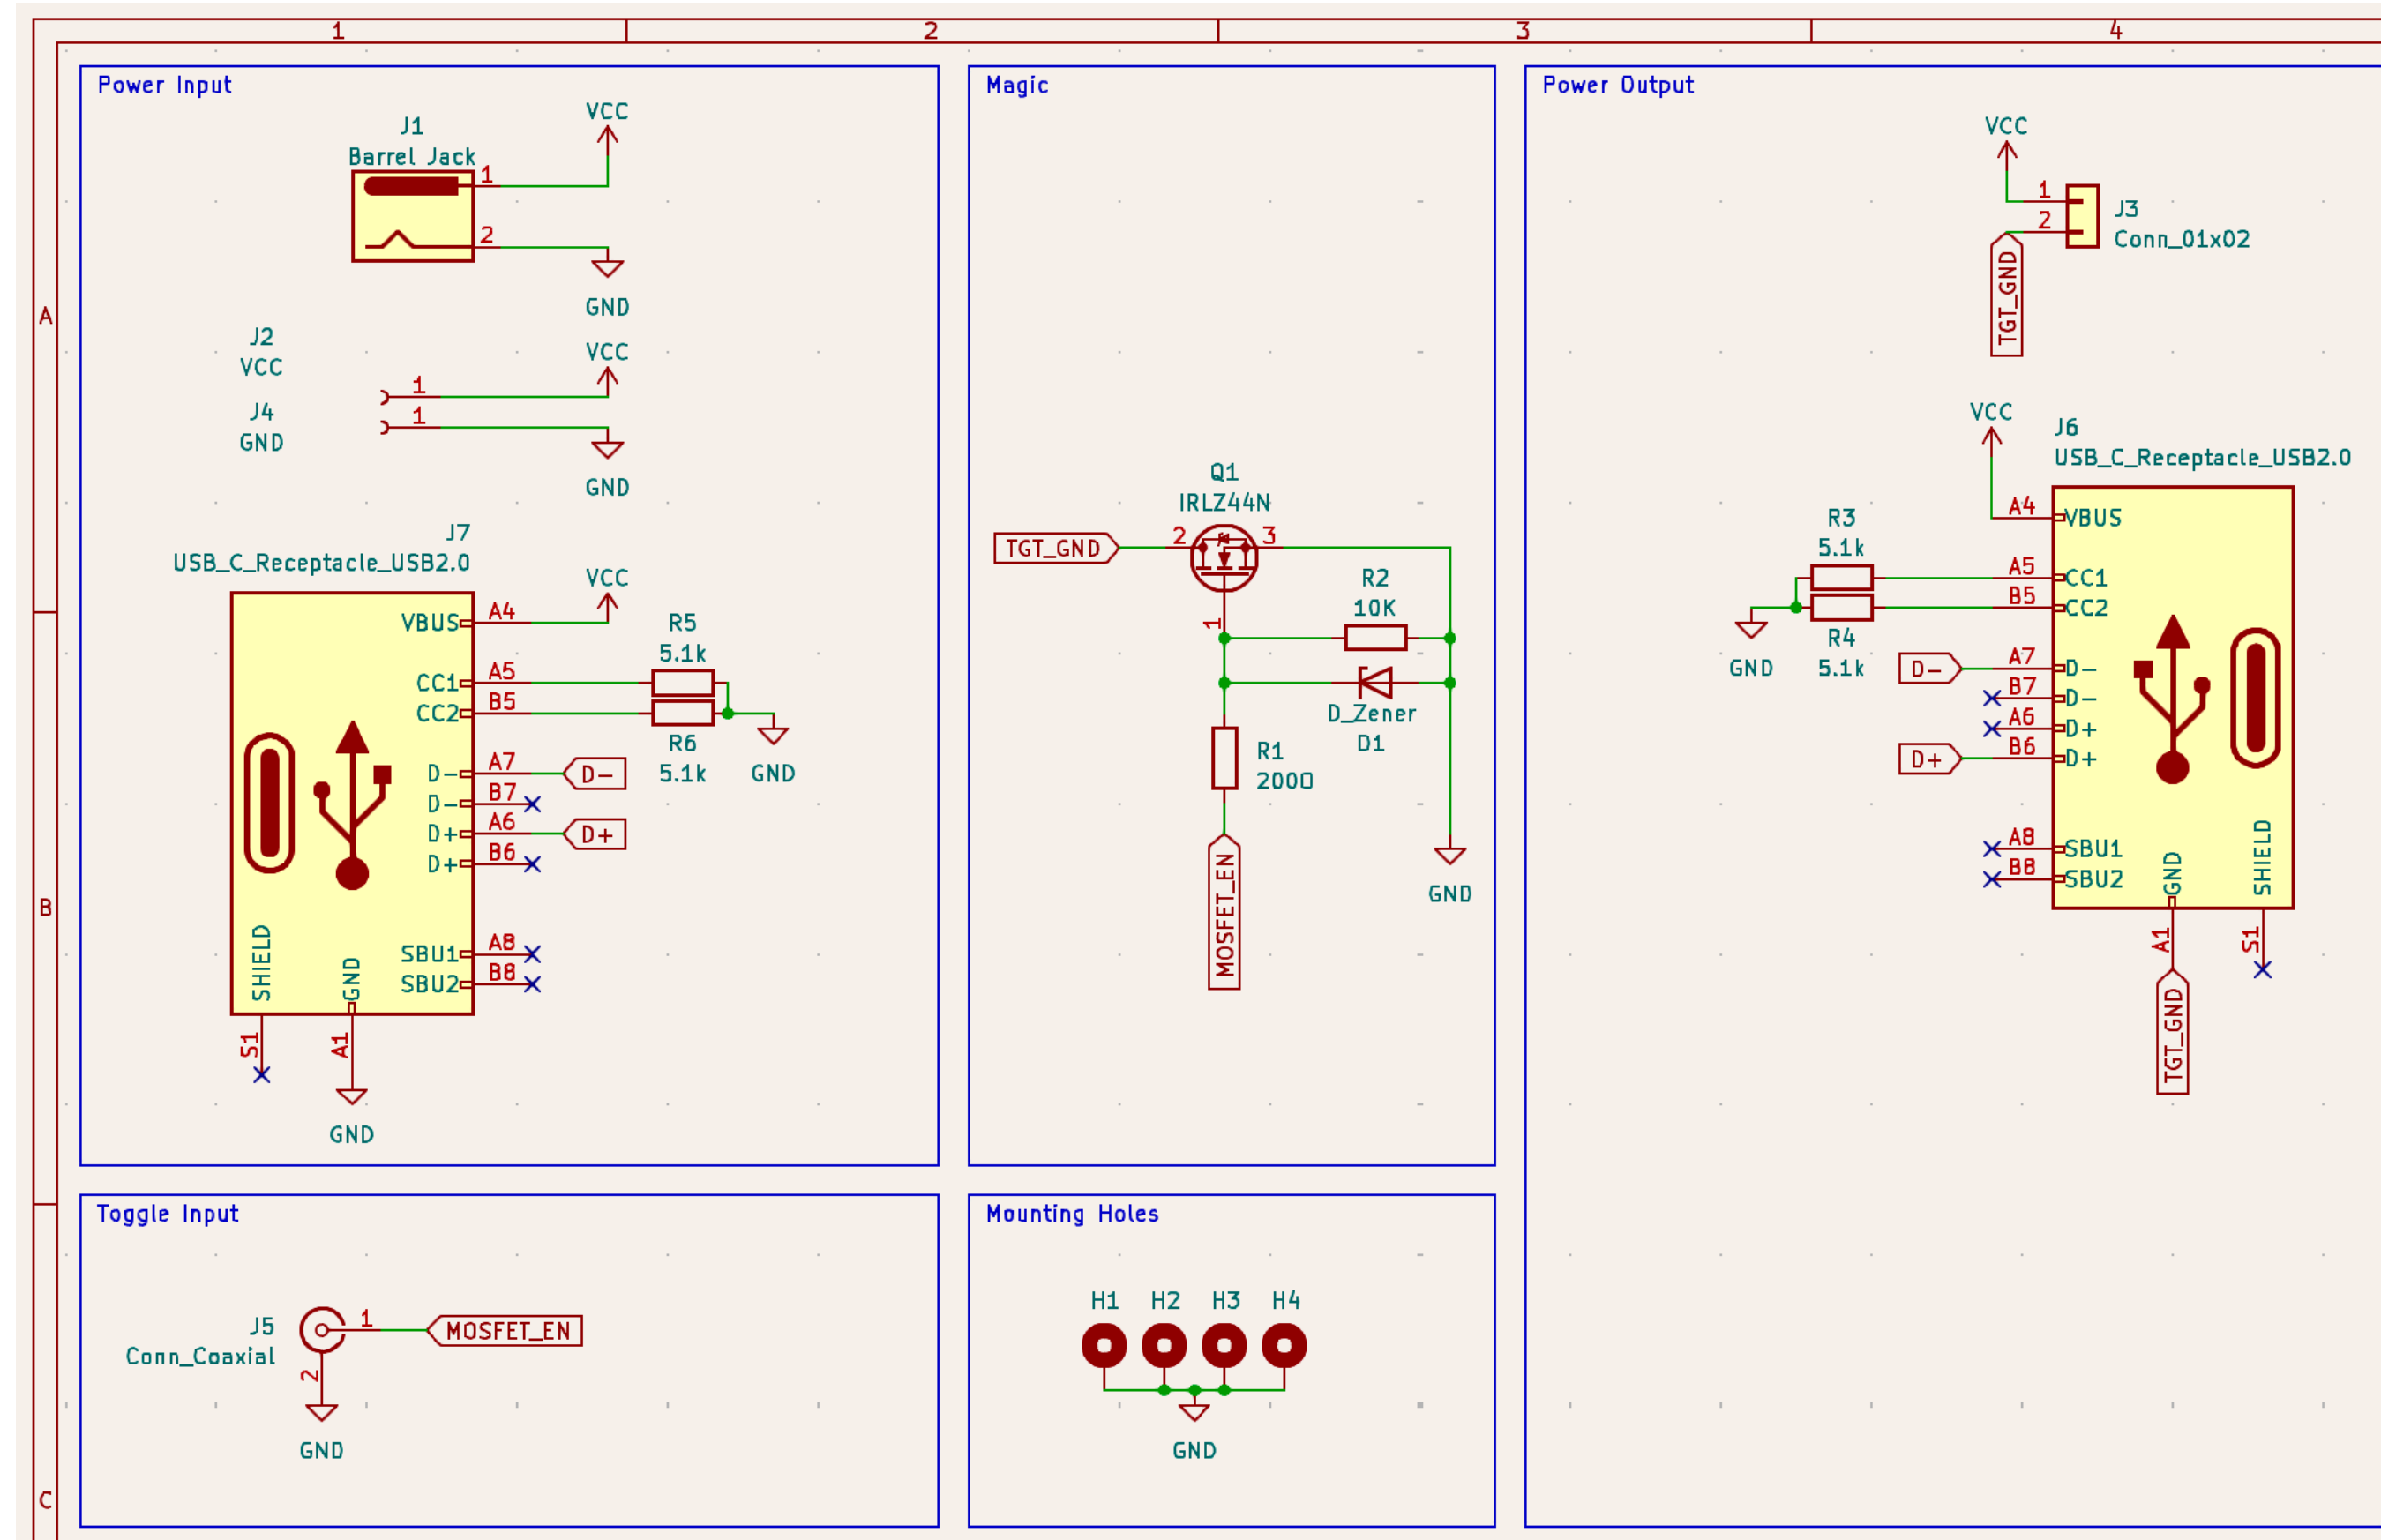 1 2 3 4
A
B
C
Power Input
J1
Barrel Jack
1
2
VCC
GND
J2
VCC
J4
GND
1
1
VCC
GND
J7
USB_C_Receptacle_USB2.0
VBUS A4
VCC
CC1 A5
CC2 B5
R5
5.1k
R6
5.1k
GND
D- A7 D-
D- B7
D+ A6 D+
D+ B6
SBU1 A8
SBU2 B8
SHIELD
GND
S1
A1
GND
Magic
Q1
IRLZ44N
TGT_GND 2 3
1
R2
10K
D_Zener
D1
R1
200Ω
MOSFET_EN
GND
Power Output
VCC
1
2
J3
Conn_01x02
TGT_GND
VCC
J6
USB_C_Receptacle_USB2.0
A4 VBUS
R3
5.1k
R4
5.1k
GND
A5 CC1
B5 CC2
D- A7 D-
B7 D-
A6 D+
D+ B6 D+
A8 SBU1
B8 SBU2
GND
SHIELD
A1
S1
TGT_GND
Toggle Input
J5
Conn_Coaxial
1
MOSFET_EN
2
GND
Mounting Holes
H1 H2 H3 H4
GND